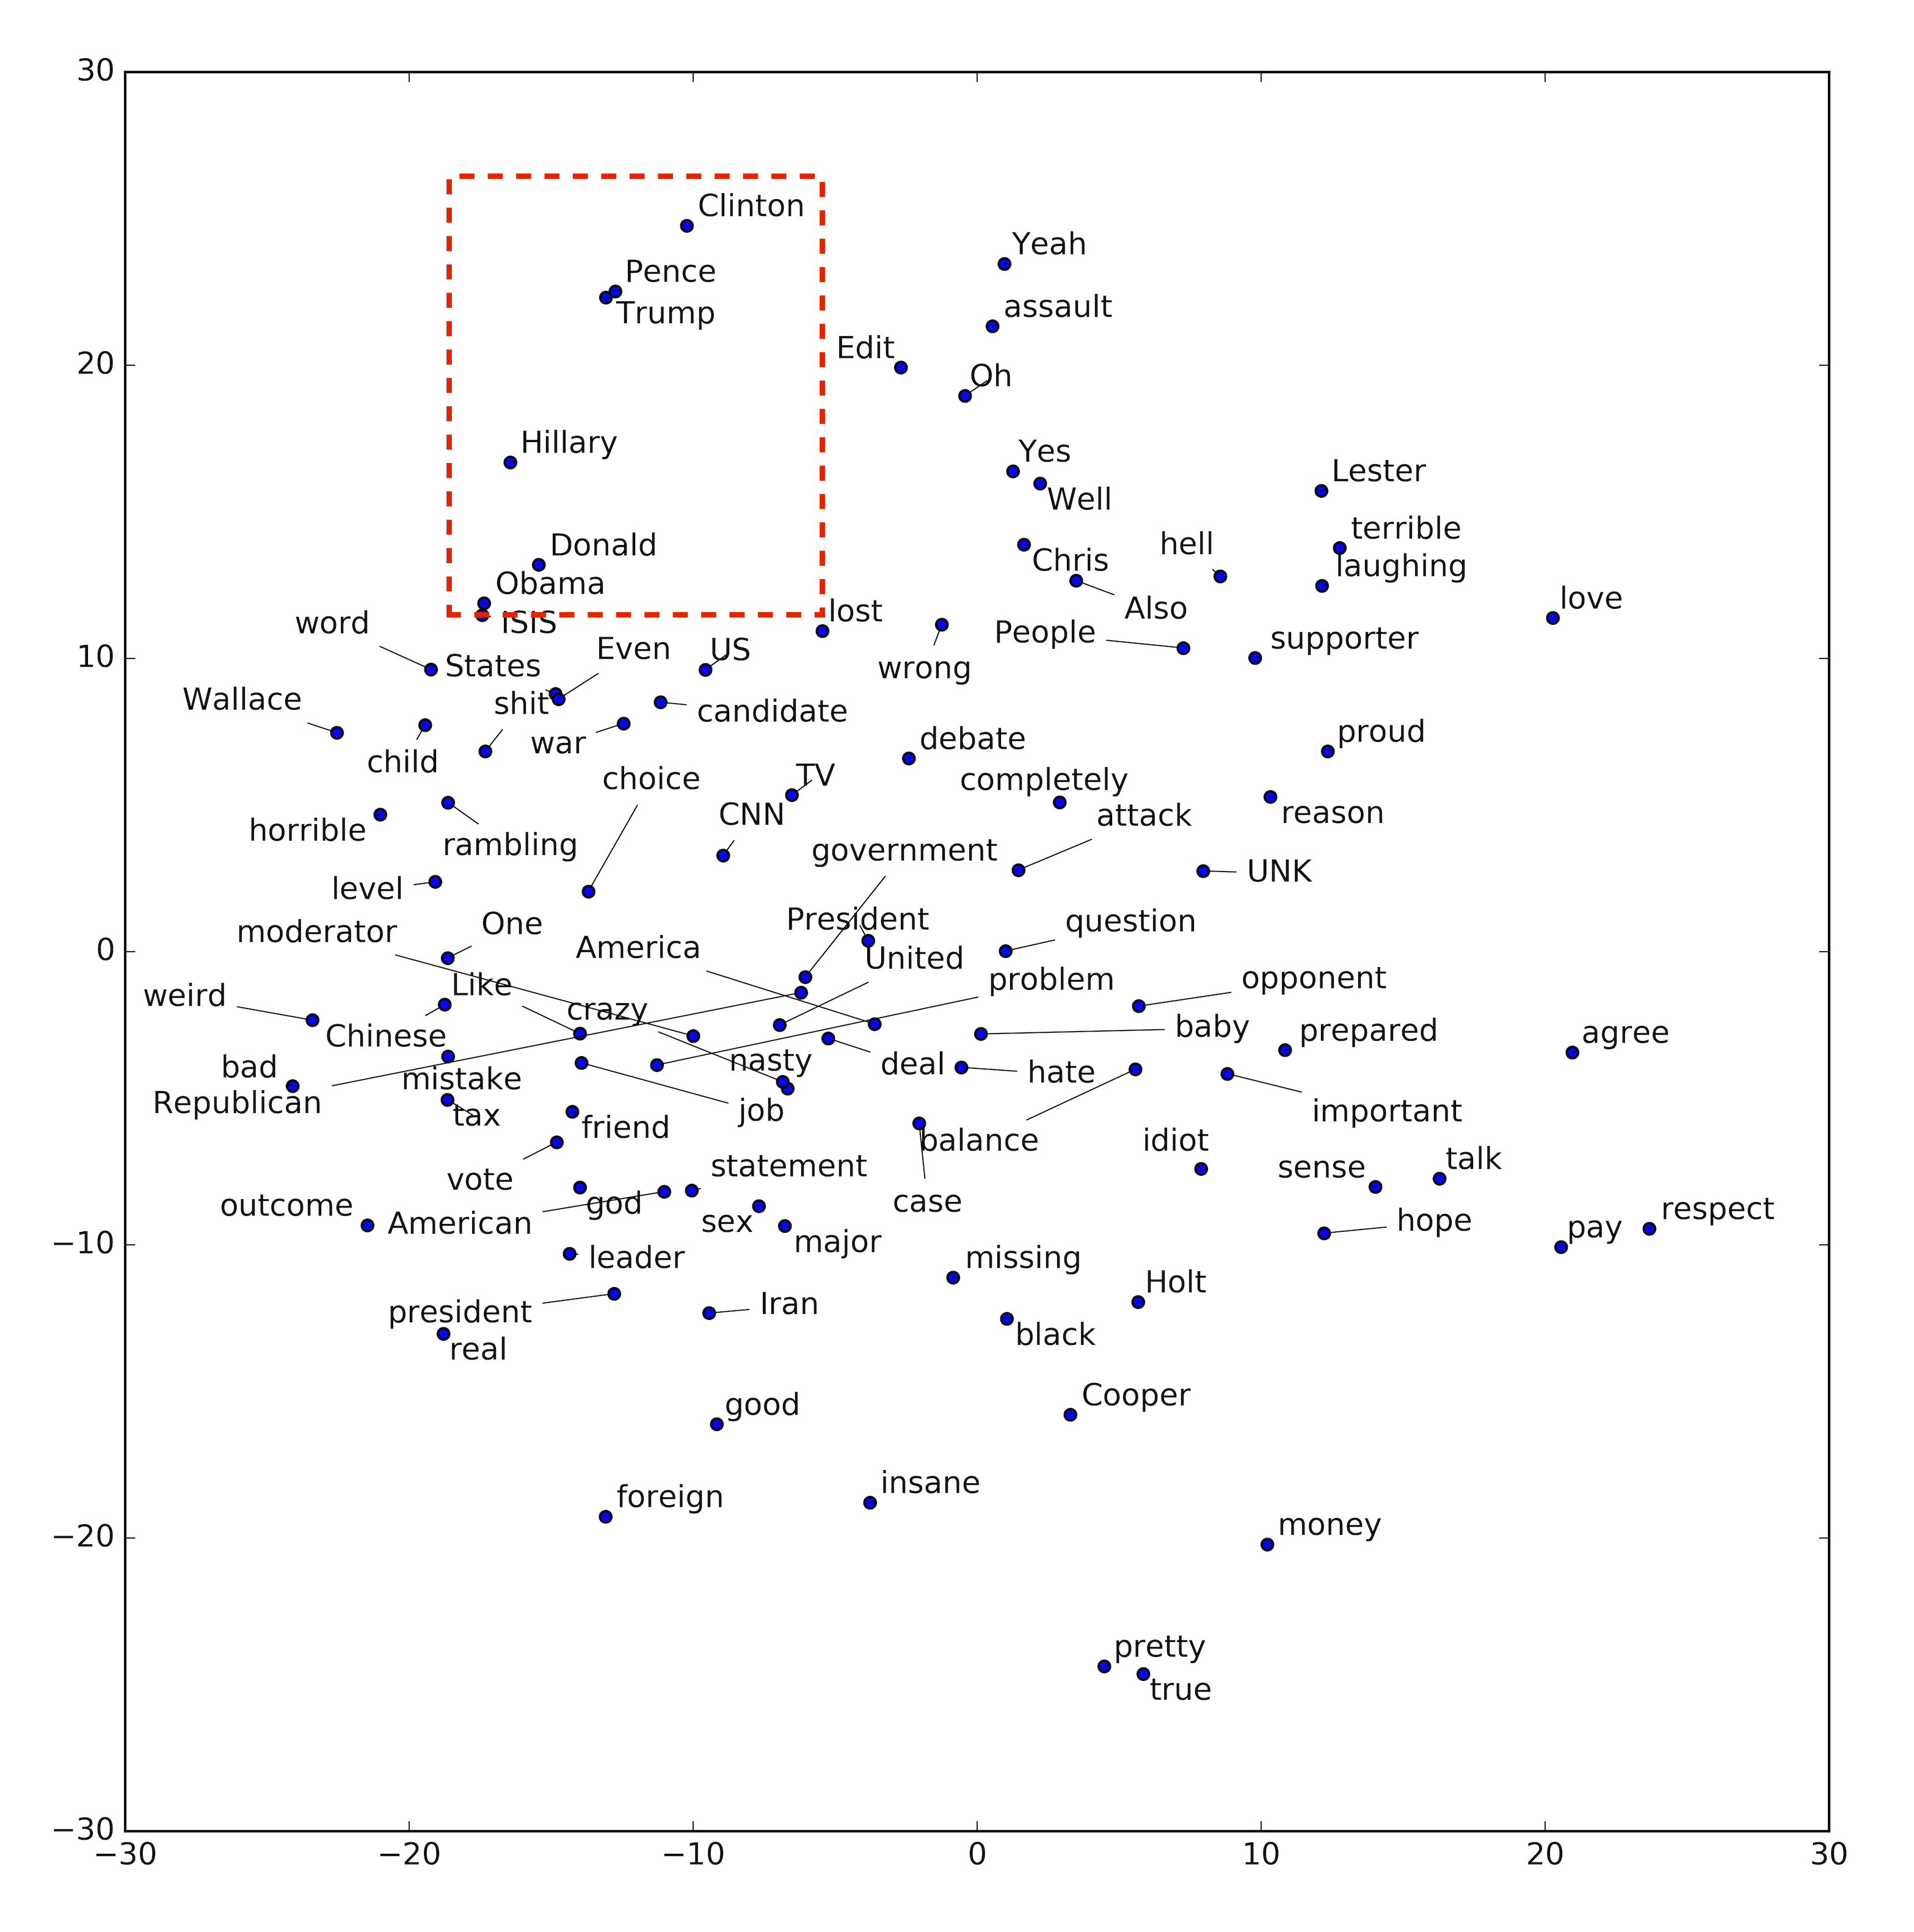 30
Clinton
Yeah
Pence
assault
Trump
Edit
20
Oh
Hillary
Yes
Lester
Well
terrible
hell
Donald
Chris
laughing
Obama
love
lost
Also
word
ISIS
People
supporter
Even
US
10
States
wrong
Wallace
shit
candidate
proud
war
debate
child
TV
choice
completely
CNN
attack
reason
horrible
rambling
government
UNK
level
President
question
One
moderator
America
0
United
opponent
problem
Like
weird
crazy
baby
prepared
Chinese
agree
nasty
bad
deal
hate
mistake
Republican
job
important
tax
friend
balance
idiot
talk
statement
sense
vote
god
case
outcome
respect
American
sex
hope
pay
−10
major
leader
missing
Holt
Iran
president
black
real
Cooper
good
insane
foreign
money
−20
pretty
true
−30
−30 −20 −10 0 10 20 30